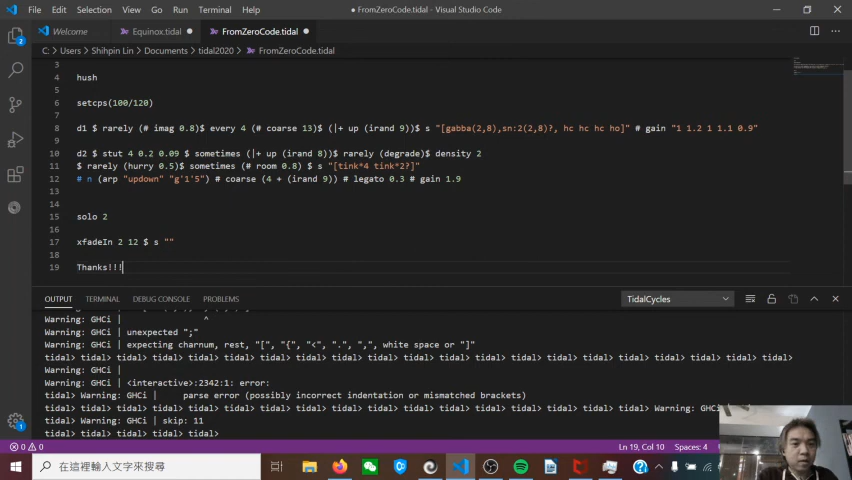 File Edit Selection View Go Run Terminal Help
● FromZeroCode.tidal - Visual Studio Code
Welcome Equinox.tidal FromZeroCode.tidal
C: > Users > Shihpin Lin > Documents > tidal2020 > FromZeroCode.tidal
3
4 hush
5
6 setcps(100/120)
7
8 d1 $ rarely (# imag 0.8)$ every 4 (# coarse 13)$ (|+ up (irand 9))$ s "[gabba(2,8),sn:2(2,8)?, hc hc hc ho]" # gain "1 1.2 1 1.1 0.9"
9
10 d2 $ stut 4 0.2 0.09 $ sometimes (|+ up (irand 8))$ rarely (degrade)$ density 2
11 $ rarely (hurry 0.5)$ sometimes (# room 0.8) $ s "[tink*4 tink*2?]"
12 # n (arp "updown" "g'1'5") # coarse (4 + (irand 9)) # legato 0.3 # gain 1.9
13
14
15 solo 2
16
17 xfadeIn 2 12 $ s ""
18
19 Thanks!!!
OUTPUT TERMINAL DEBUG CONSOLE PROBLEMS TidalCycles
Warning: GHCi | ^
Warning: GHCi | unexpected ";"
Warning: GHCi | expecting charnum, rest, "[", "{", "<", ".", ",", white space or "]"
tidal> tidal> tidal> tidal> tidal> tidal> tidal> tidal> tidal> tidal> tidal> tidal> tidal> tidal> tidal> tidal> tidal> tidal> tidal> tidal>
Warning: GHCi |
Warning: GHCi | <interactive>:2342:1: error:
tidal> Warning: GHCi | parse error (possibly incorrect indentation or mismatched brackets)
tidal> tidal> tidal> tidal> tidal> tidal> tidal> tidal> tidal> tidal> tidal> tidal> tidal> tidal> tidal> tidal> Warning: GHCi
tidal> Warning: GHCi | skip: 11
tidal> tidal> tidal> tidal>
0 0 Ln 19, Col 10 Spaces: 4
在這裡輸入文字來搜尋